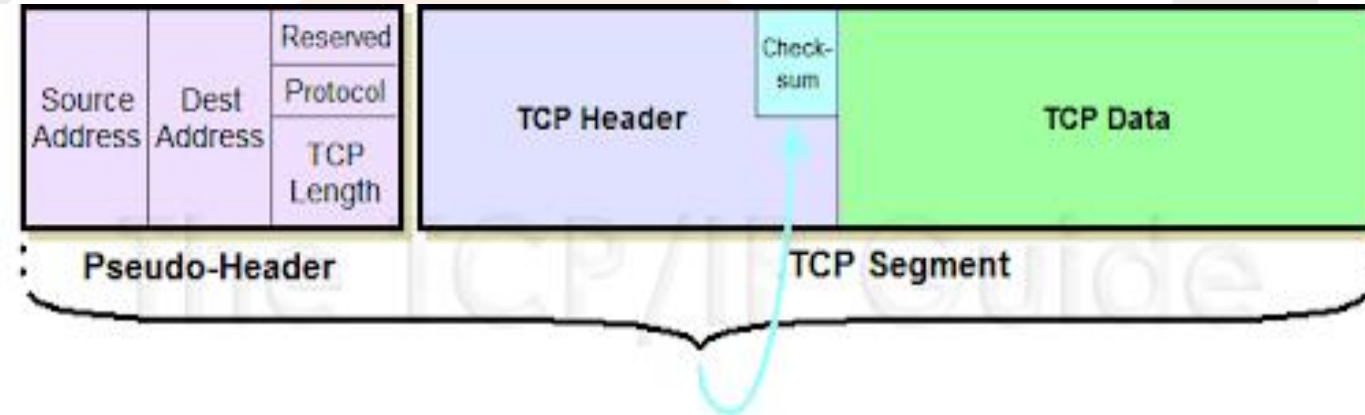 Source
Address
Dest
Address
Reserved
Protocol
TCP
Length
TCP Header
Check-
sum
TCP Data
Pseudo-Header
TCP Segment
The TCP/IP Guide